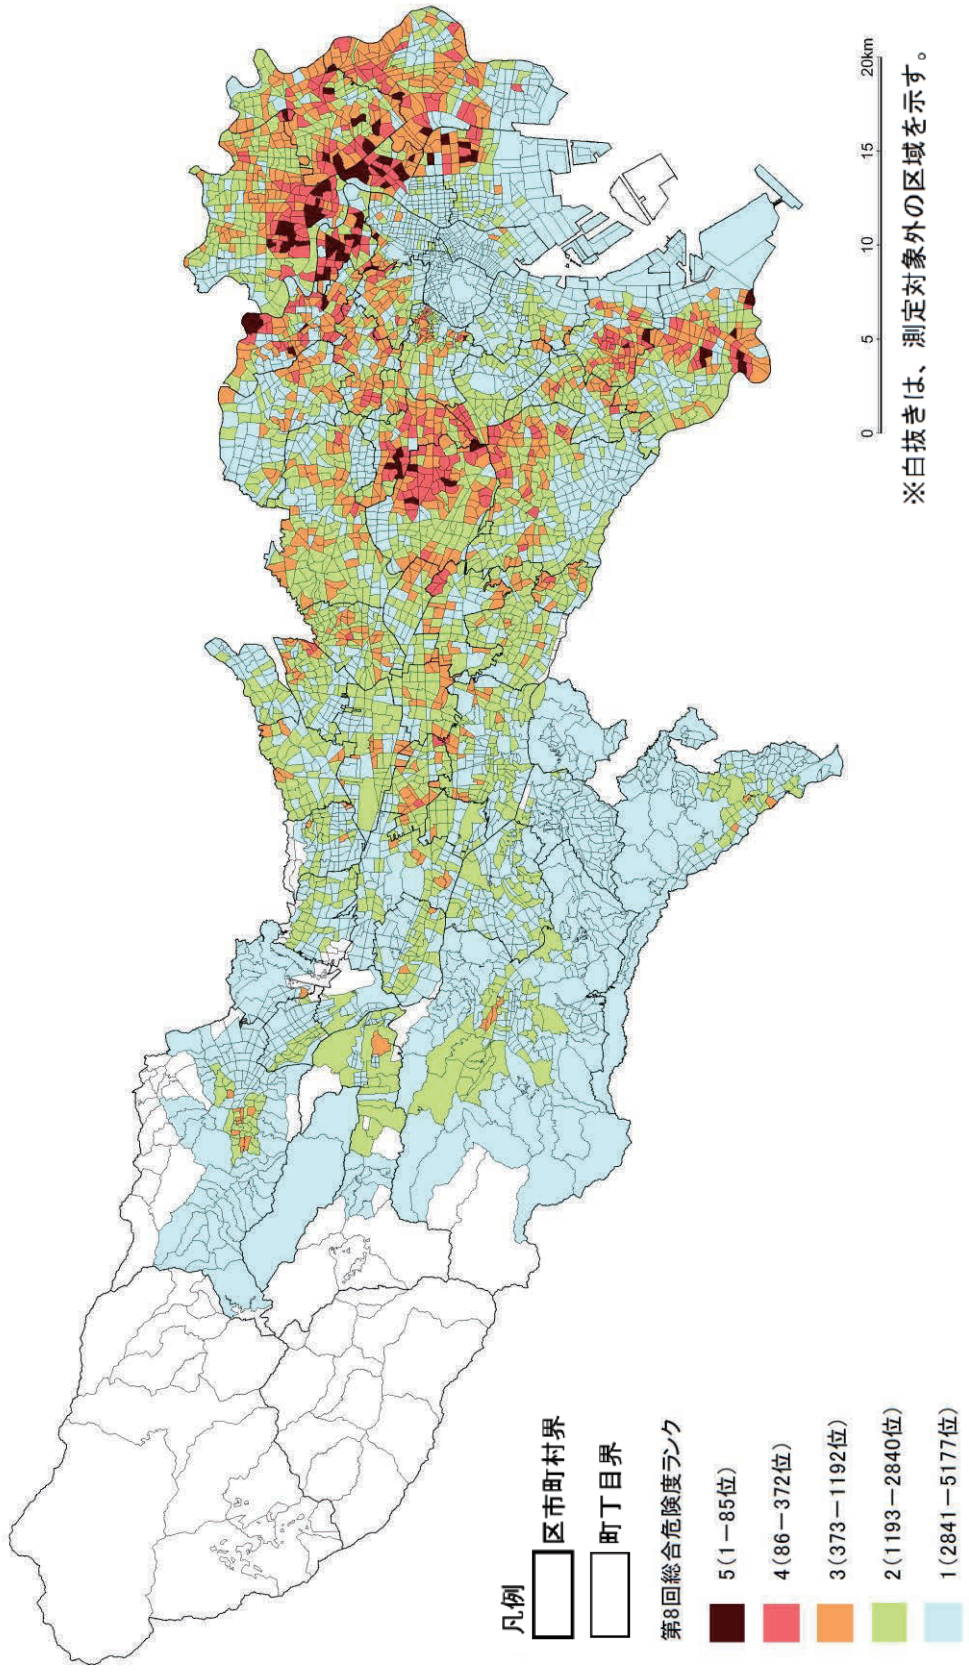 凡例
区市町村界
町丁目界
第8回総合危険度ランク
5(1－85位)
4(86－372位)
3(373－1192位)
2(1193－2840位)
1(2841－5177位)
0 5 10 15 20km
※白抜きは、測定対象外の区域を示す。